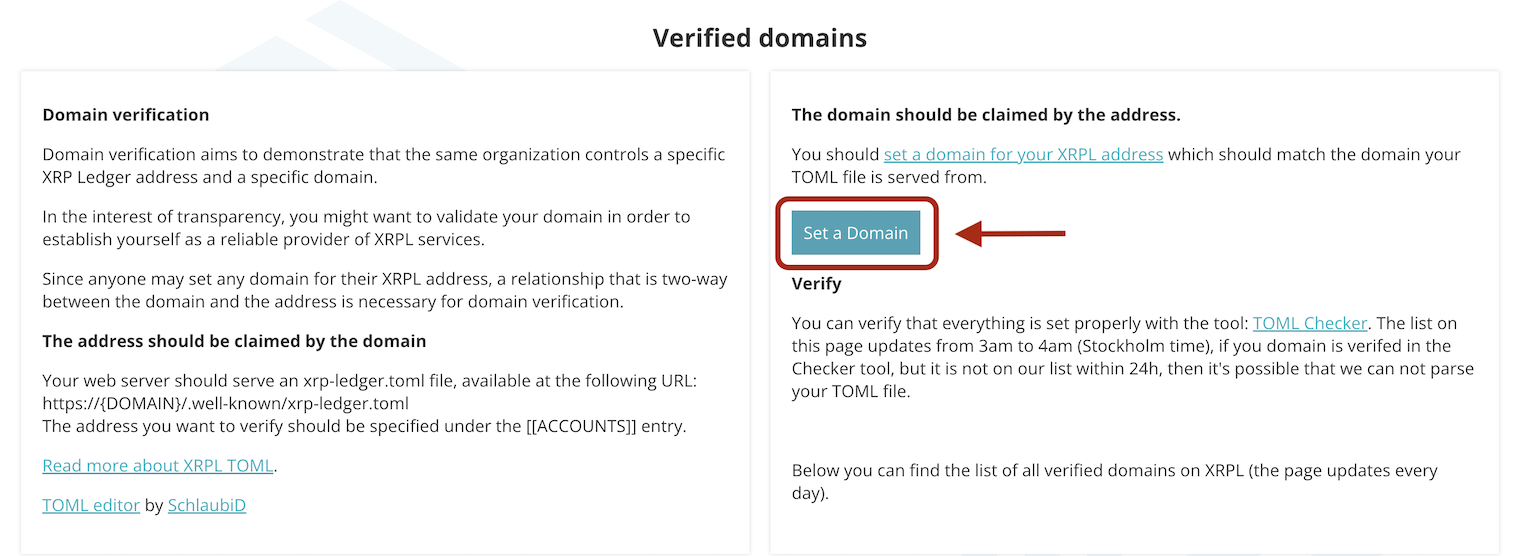 Verified domains
Domain verification
Domain verification aims to demonstrate that the same organization controls a specific
XRP Ledger address and a specific domain.
In the interest of transparency, you might want to validate your domain in order to
establish yourself as a reliable provider of XRPL services.
Since anyone may set any domain for their XRPL address, a relationship that is two-way
between the domain and the address is necessary for domain verification.
The address should be claimed by the domain
Your web server should serve an xrp-ledger.toml file, available at the following URL:
https://{DOMAIN}/.well-known/xrp-ledger.toml
The address you want to verify should be specified under the [[ACCOUNTS]] entry.
Read more about XRPL TOML.
TOML editor by SchlaubiD
The domain should be claimed by the address.
You should set a domain for your XRPL address which should match the domain your
TOML file is served from.
Set a Domain
Verify
You can verify that everything is set properly with the tool: TOML Checker. The list on
this page updates from 3am to 4am (Stockholm time), if you domain is verifed in the
Checker tool, but it is not on our list within 24h, then it's possible that we can not parse
your TOML file.
Below you can find the list of all verified domains on XRPL (the page updates every
day).